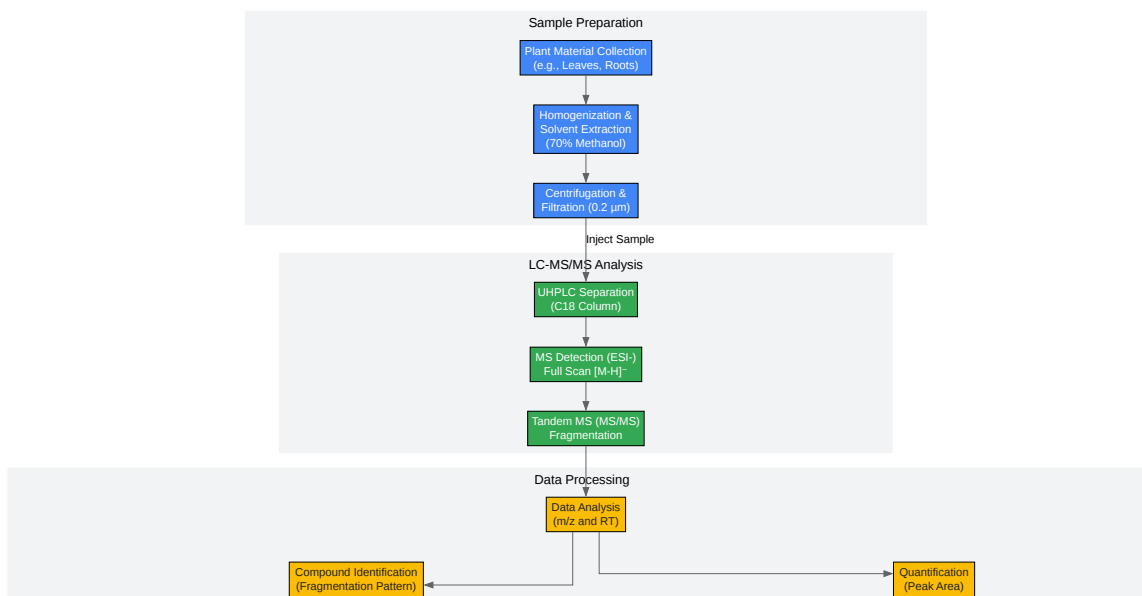 Sample Preparation
Plant Material Collection
(e.g., Leaves, Roots)
Homogenization &
Solvent Extraction
(70% Methanol)
Centrifugation &
Filtration (0.2 µm)
Inject Sample
LC-MS/MS Analysis
UHPLC Separation
(C18 Column)
MS Detection (ESI-)
Full Scan [M-H]⁻
Tandem MS (MS/MS)
Fragmentation
Data Processing
Data Analysis
(m/z and RT)
Compound Identification
(Fragmentation Pattern)
Quantification
(Peak Area)